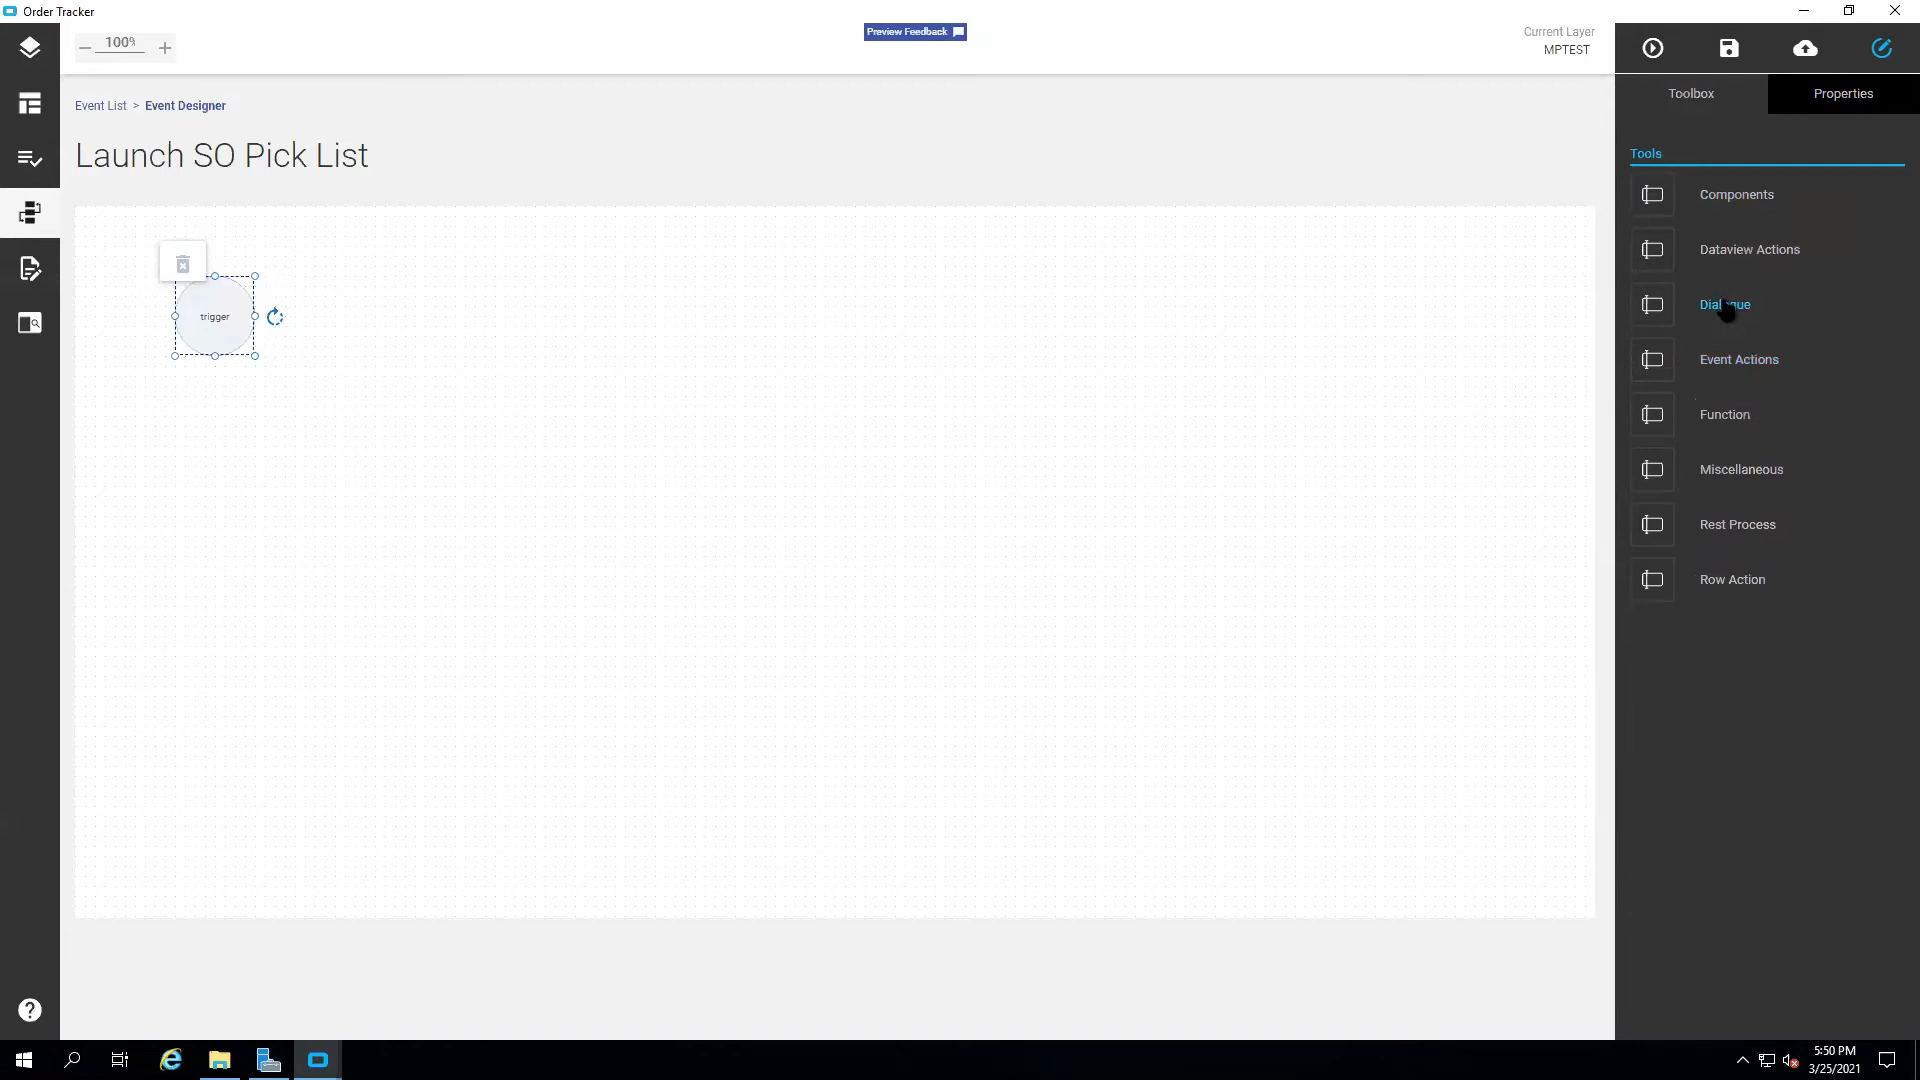 Order Tracker
100%
Preview Feedback
Current Layer
MPTEST
Event List > Event Designer
Launch SO Pick List
trigger
Toolbox
Properties
Tools
Components
Dataview Actions
Dialogue
Event Actions
Function
Miscellaneous
Rest Process
Row Action
5:50 PM
3/25/2021